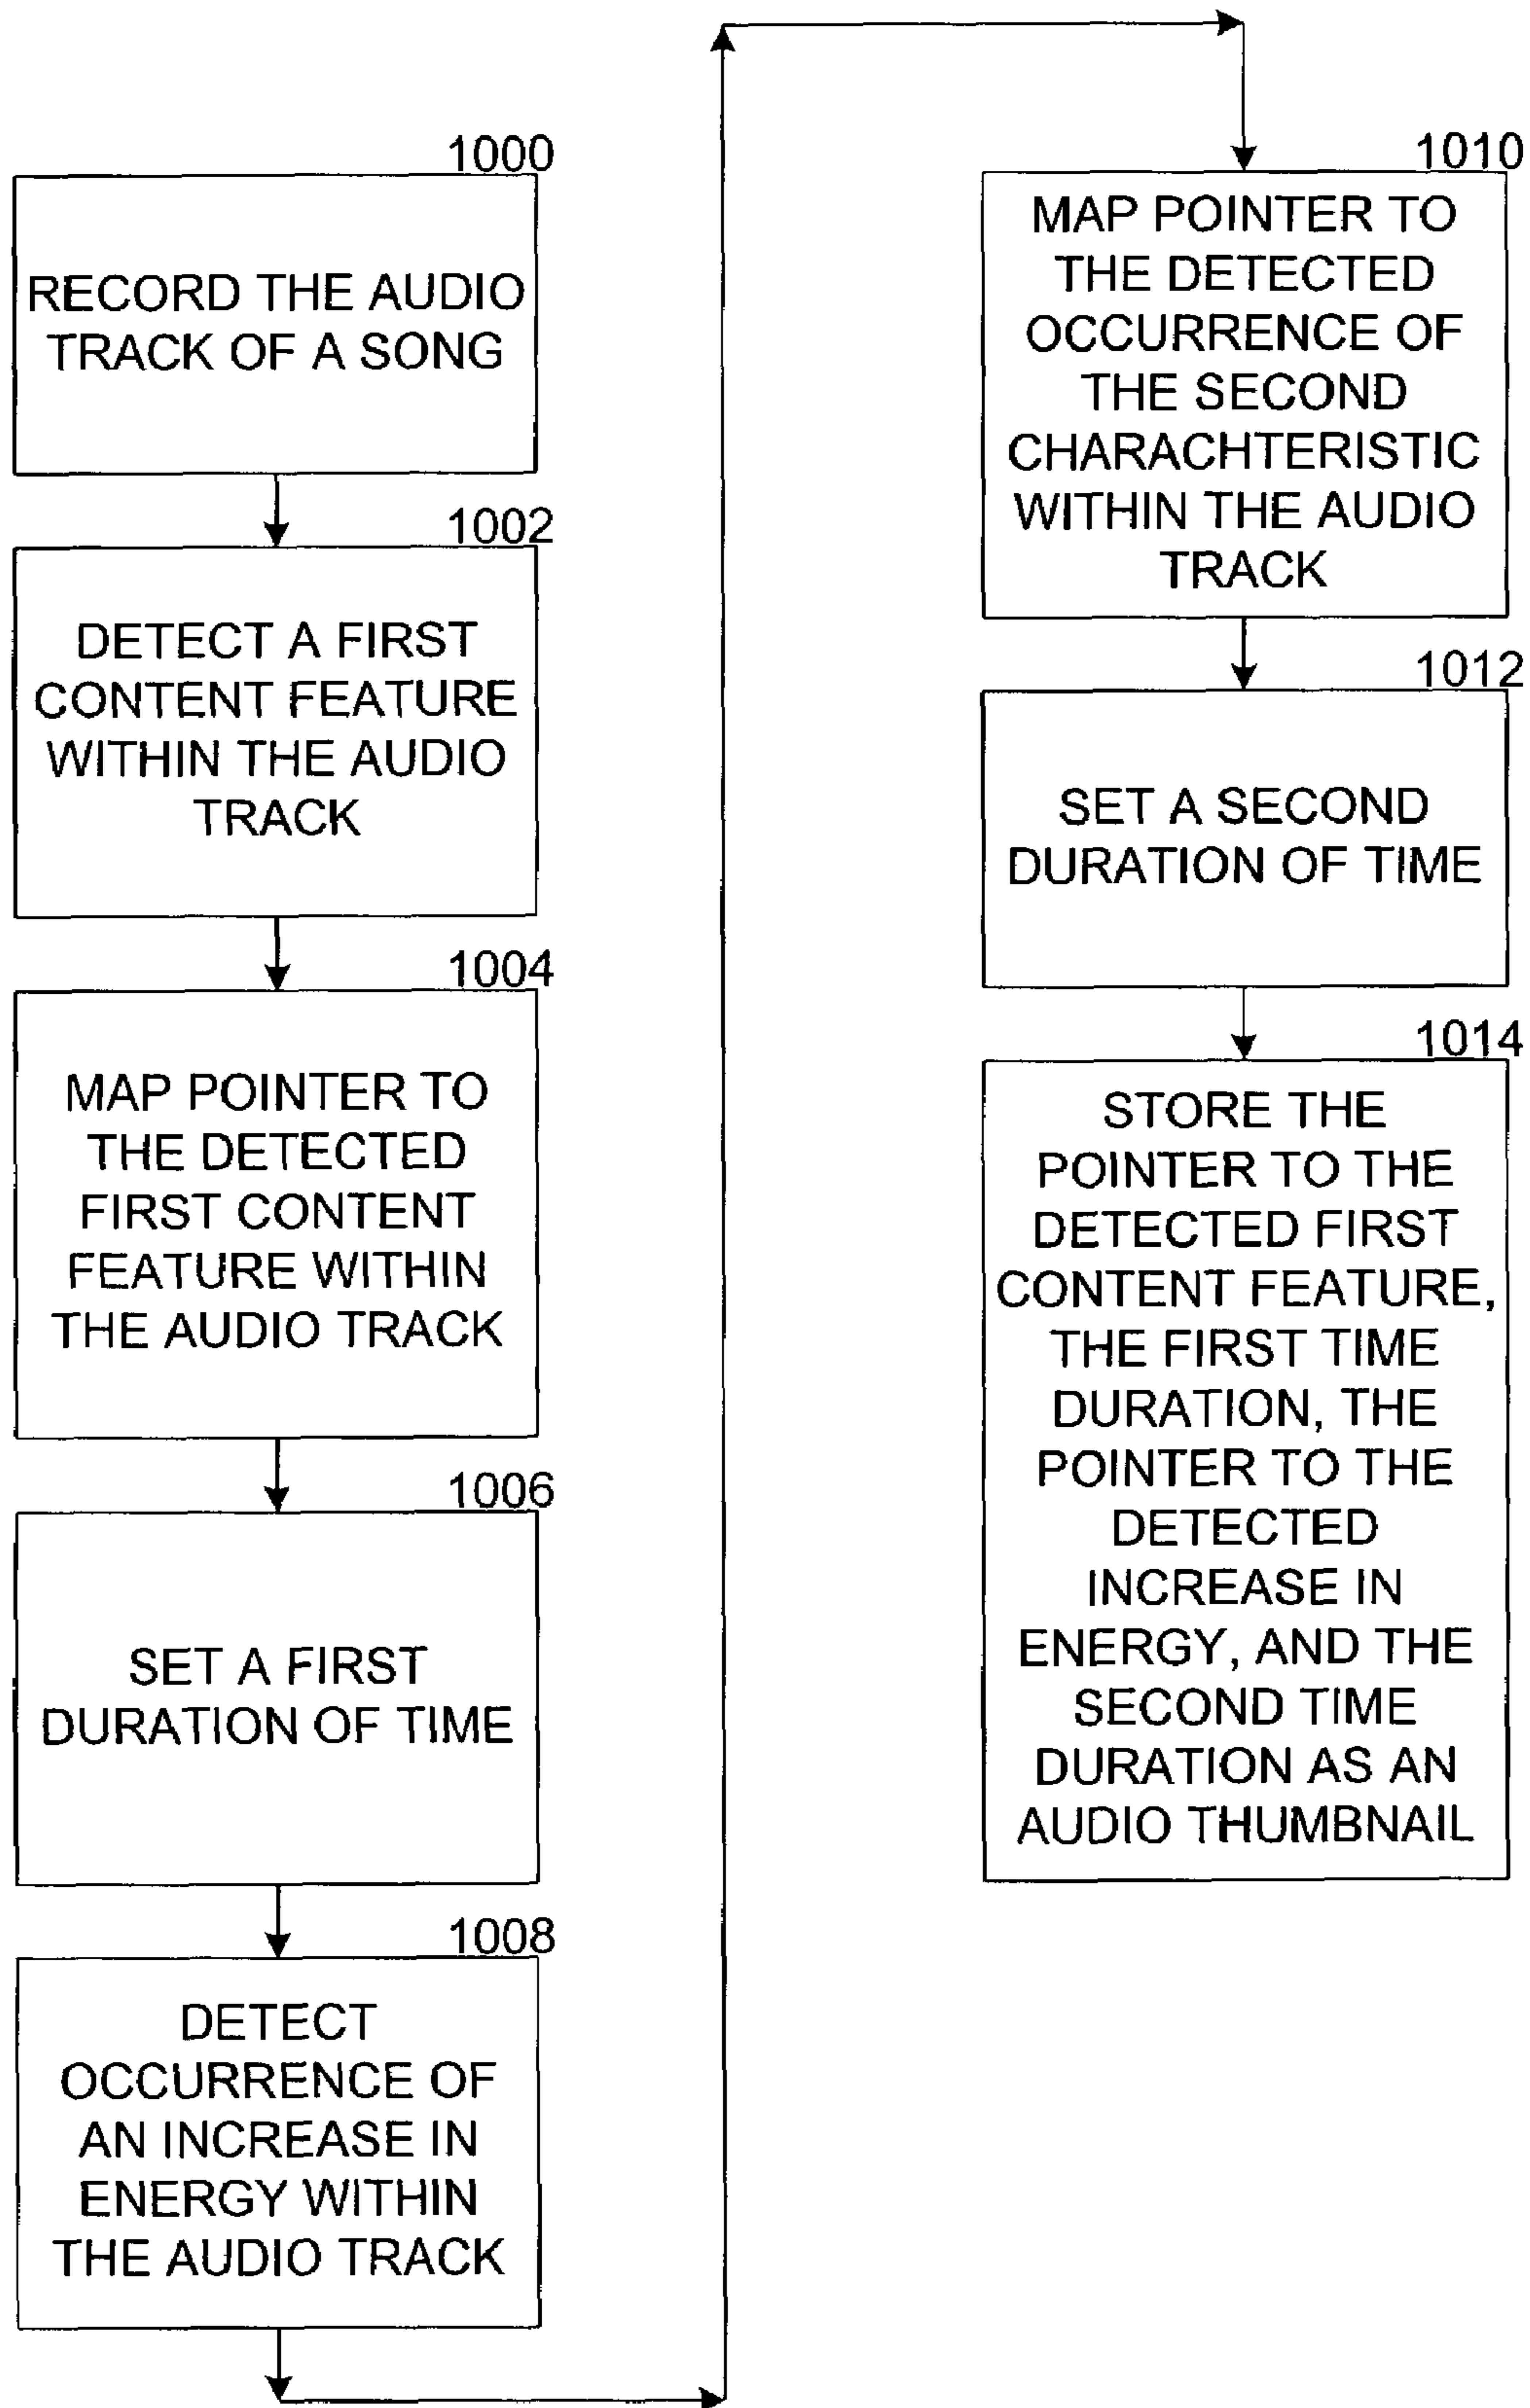 1000
RECORD THE AUDIO
TRACK OF A SONG
1002
DETECT A FIRST
CONTENT FEATURE
WITHIN THE AUDIO
TRACK
1004
MAP POINTER TO
THE DETECTED
FIRST CONTENT
FEATURE WITHIN
THE AUDIO TRACK
1006
SET A FIRST
DURATION OF TIME
1008
DETECT
OCCURRENCE OF
AN INCREASE IN
ENERGY WITHIN
THE AUDIO TRACK
1010
MAP POINTER TO
THE DETECTED
OCCURRENCE OF
THE SECOND
CHARACHTERISTIC
WITHIN THE AUDIO
TRACK
1012
SET A SECOND
DURATION OF TIME
1014
STORE THE
POINTER TO THE
DETECTED FIRST
CONTENT FEATURE,
THE FIRST TIME
DURATION, THE
POINTER TO THE
DETECTED
INCREASE IN
ENERGY, AND THE
SECOND TIME
DURATION AS AN
AUDIO THUMBNAIL